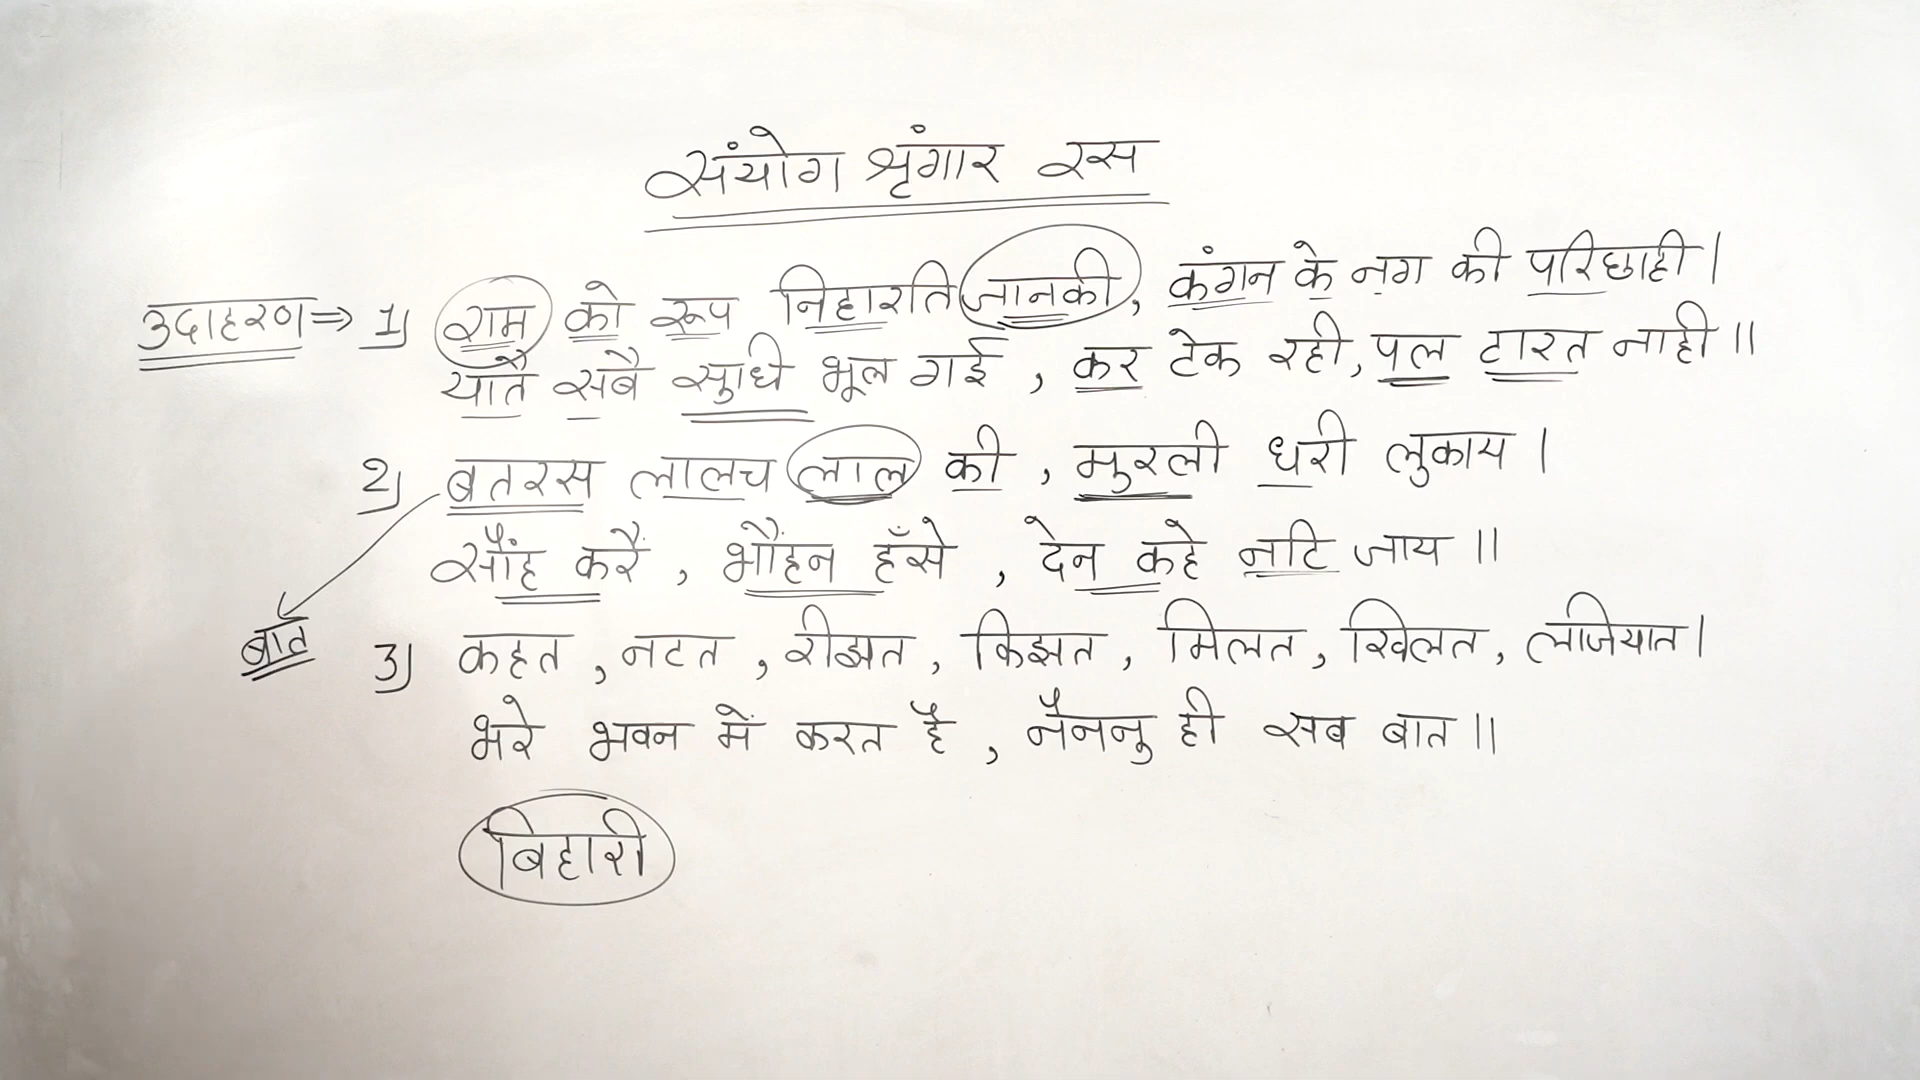 संयोग श्रृंगार रस
उदाहरण⇒ 1) राम को रूप निहारति जानकी, कंगन के नग की परिछाही।
यातै सबै सुधि भूल गई , कर टेक रही, पल टारत नाही॥
2) बतरस लालच लाल की , मुरली धरी लुकाय।
सौंह करैं , भौंहन हँसे , देन कहे नटि जाय॥
बातें
3) कहत , नटत , रीझत , किझत , मिलत, खिलत, लजियात।
भरे भवन में करत है , नैननु ही सब बात॥
बिहारी